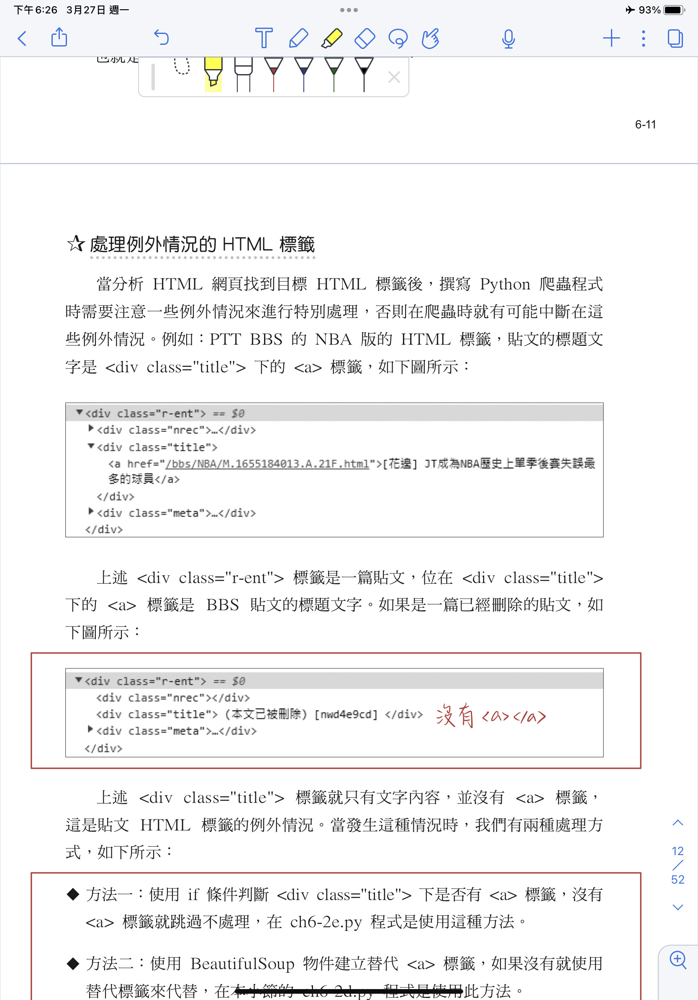 下午6:26 3月27日 週一
93%
也就是
6-11
☆ 處理例外情況的 HTML 標籤
當分析 HTML 網頁找到目標 HTML 標籤後，撰寫 Python 爬蟲程式
時需要注意一些例外情況來進行特別處理，否則在爬蟲時就有可能中斷在這
些例外情況。例如：PTT BBS 的 NBA 版的 HTML 標籤，貼文的標題文
字是 <div class="title"> 下的 <a> 標籤，如下圖所示：
▼<div class="r-ent"> == $0
▶<div class="nrec">…</div>
▼<div class="title">
<a href="/bbs/NBA/M.1655184013.A.21F.html">[花邊] JT成為NBA歷史上單季後賽失誤最
多的球員</a>
</div>
▶<div class="meta">…</div>
</div>
上述 <div class="r-ent"> 標籤是一篇貼文，位在 <div class="title">
下的 <a> 標籤是 BBS 貼文的標題文字。如果是一篇已經刪除的貼文，如
下圖所示：
▼<div class="r-ent"> == $0
<div class="nrec"></div>
<div class="title"> (本文已被刪除) [nwd4e9cd] </div> 沒有<a></a>
▶<div class="meta">…</div>
</div>
上述 <div class="title"> 標籤就只有文字內容，並沒有 <a> 標籤，
這是貼文 HTML 標籤的例外情況。當發生這種情況時，我們有兩種處理方
式，如下所示：
◆ 方法一：使用 if 條件判斷 <div class="title"> 下是否有 <a> 標籤，沒有
<a> 標籤就跳過不處理，在 ch6-2e.py 程式是使用這種方法。
◆ 方法二：使用 BeautifulSoup 物件建立替代 <a> 標籤，如果沒有就使用
替代標籤來代替，在本小節的 ch6-2d.py 程式是使用此方法。
12
/
52